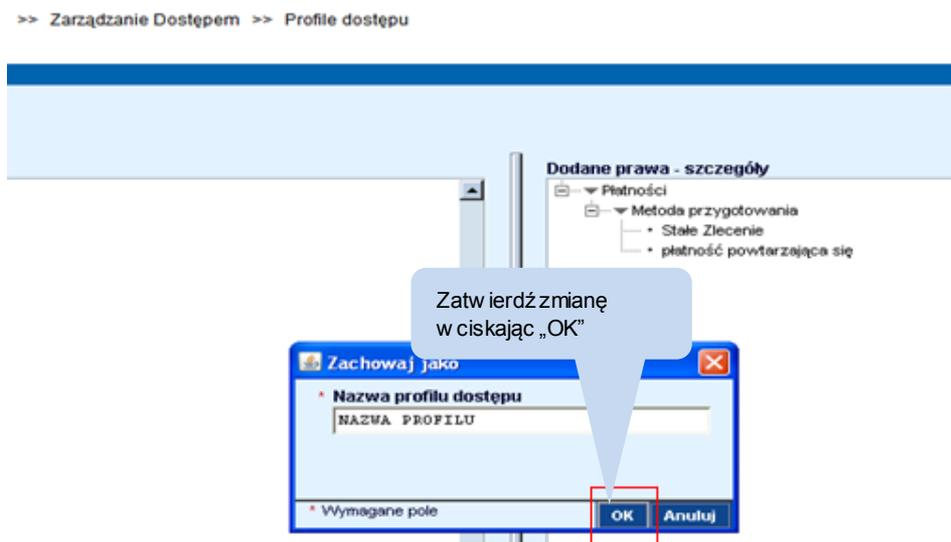 >> Zarządzanie Dostępem >> Profile dostępu
Dodane prawa - szczegóły
Płatności
Metoda przygotowania
• Stałe Zlecenie
• płatność powtarzająca się
Zatwierdź zmianę
wciskając „OK”
Zachowaj jako
* Nazwa profilu dostępu
NAZWA PROFILU
* Wymagane pole
OK Anuluj